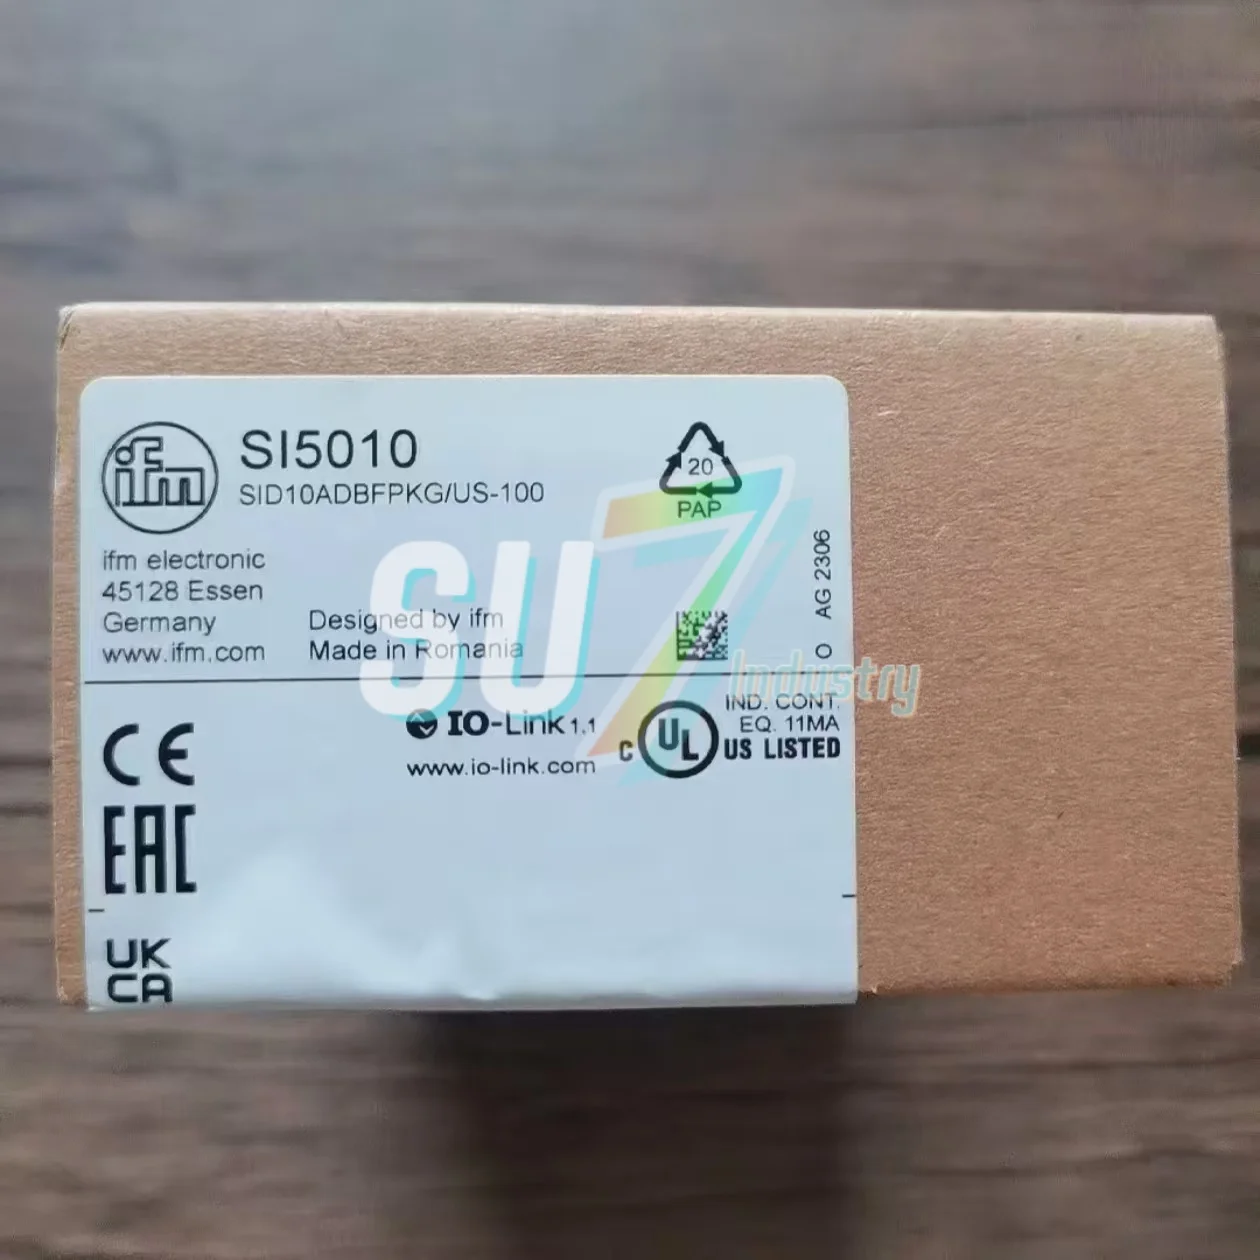 ifm
SI5010
SID10ADBFPKG/US-100
20
PAP
ifm electronic
45128 Essen
Germany
www.ifm.com
Designed by ifm
Made in Romania
O AG 2306
SU7
Industry
IO-Link 1.1
www.io-link.com
C UL US LISTED
IND. CONT.
EQ. 11MA
CE
EAC
UK
CA